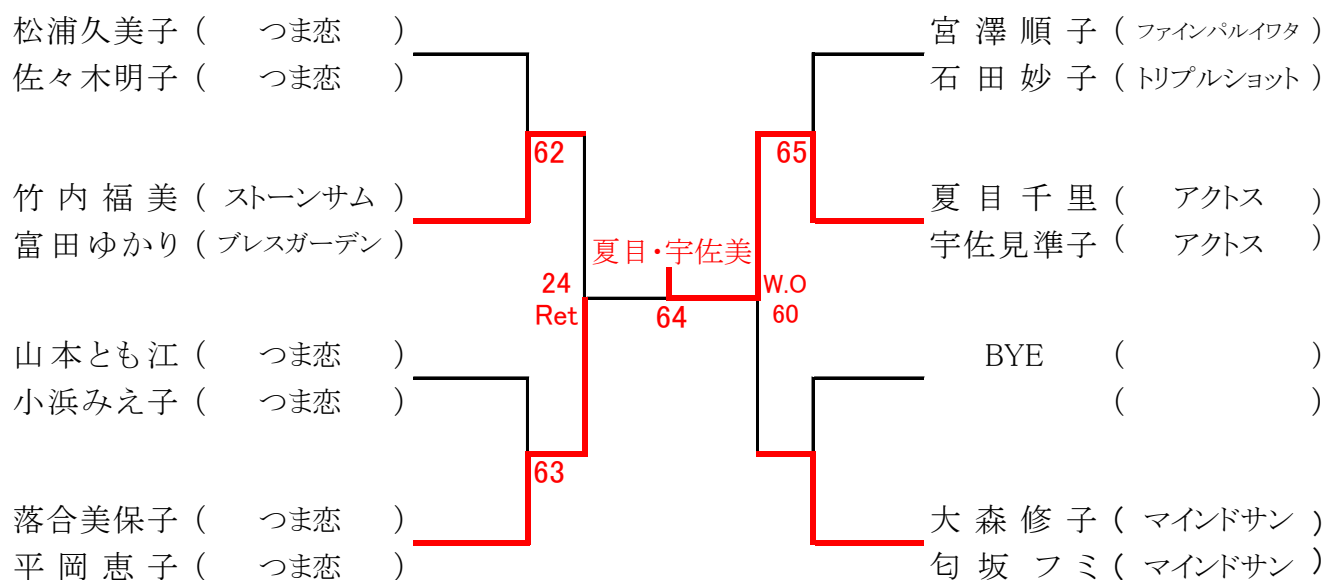 松浦久美子 ( つま恋 )
佐々木明子 ( つま恋 )
62
竹内福美 ( ストーンサム )
富田ゆかり ( ブレスガーデン )
24
Ret
山本とも江 ( つま恋 )
小浜みえ子 ( つま恋 )
63
落合美保子 ( つま恋 )
平岡恵子 ( つま恋 )
夏目・宇佐美
64
宮澤順子 ( ファインパルイワタ )
石田妙子 ( トリプルショット )
65
夏目千里 ( アクトス )
宇佐見準子 ( アクトス )
W.O
60
BYE ( )
( )
大森修子 ( マインドサン )
匂坂フミ ( マインドサン )